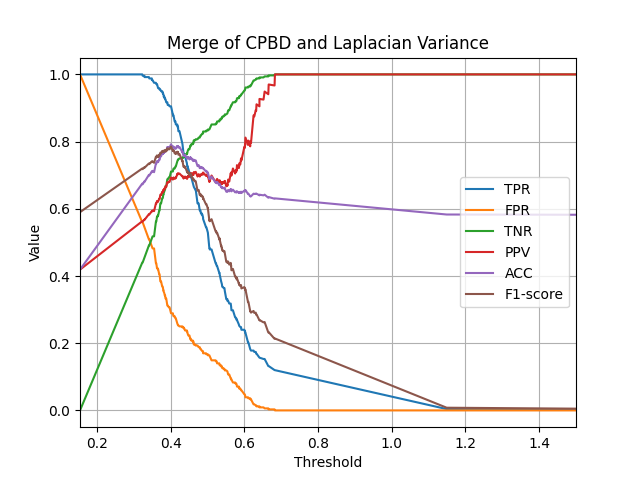 Merge of CPBD and Laplacian Variance
1.0
0.8
0.6
0.4
0.2
0.0
Value
0.2 0.4 0.6 0.8 1.0 1.2 1.4
Threshold
TPR
FPR
TNR
PPV
ACC
F1-score